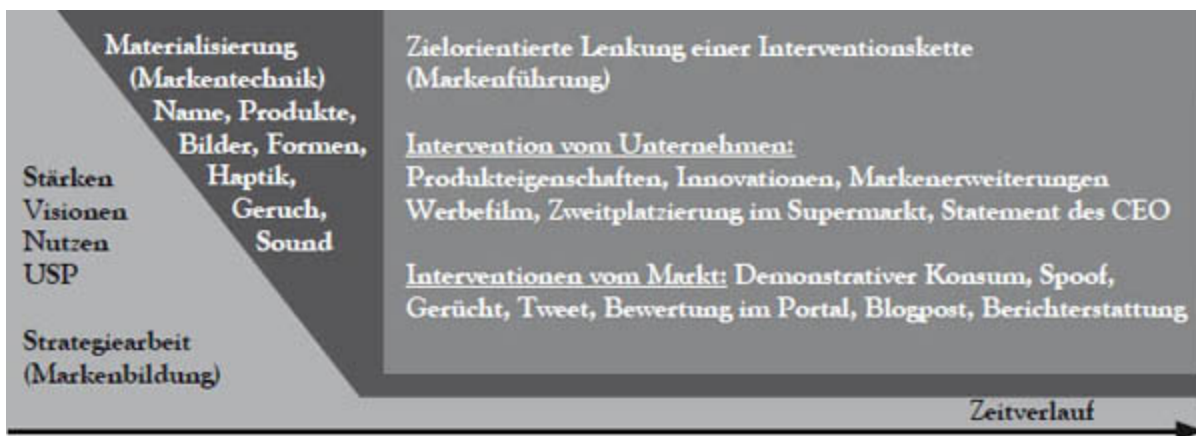 Materialisierung
(Markentechnik)
Name, Produkte,
Bilder, Formen,
Haptik,
Geruch,
Sound
Stärken
Visionen
Nutzen
USP
Strategiearbeit
(Markenbildung)
Zielorientierte Lenkung einer Interventionskette
(Markenführung)
Intervention vom Unternehmen:
Produkteigenschaften, Innovationen, Markenerweiterungen
Werbefilm, Zweitplatzierung im Supermarkt, Statement des CEO
Interventionen vom Markt: Demonstrativer Konsum, Spoof,
Gerücht, Tweet, Bewertung im Portal, Blogpost, Berichterstattung
Zeitverlauf